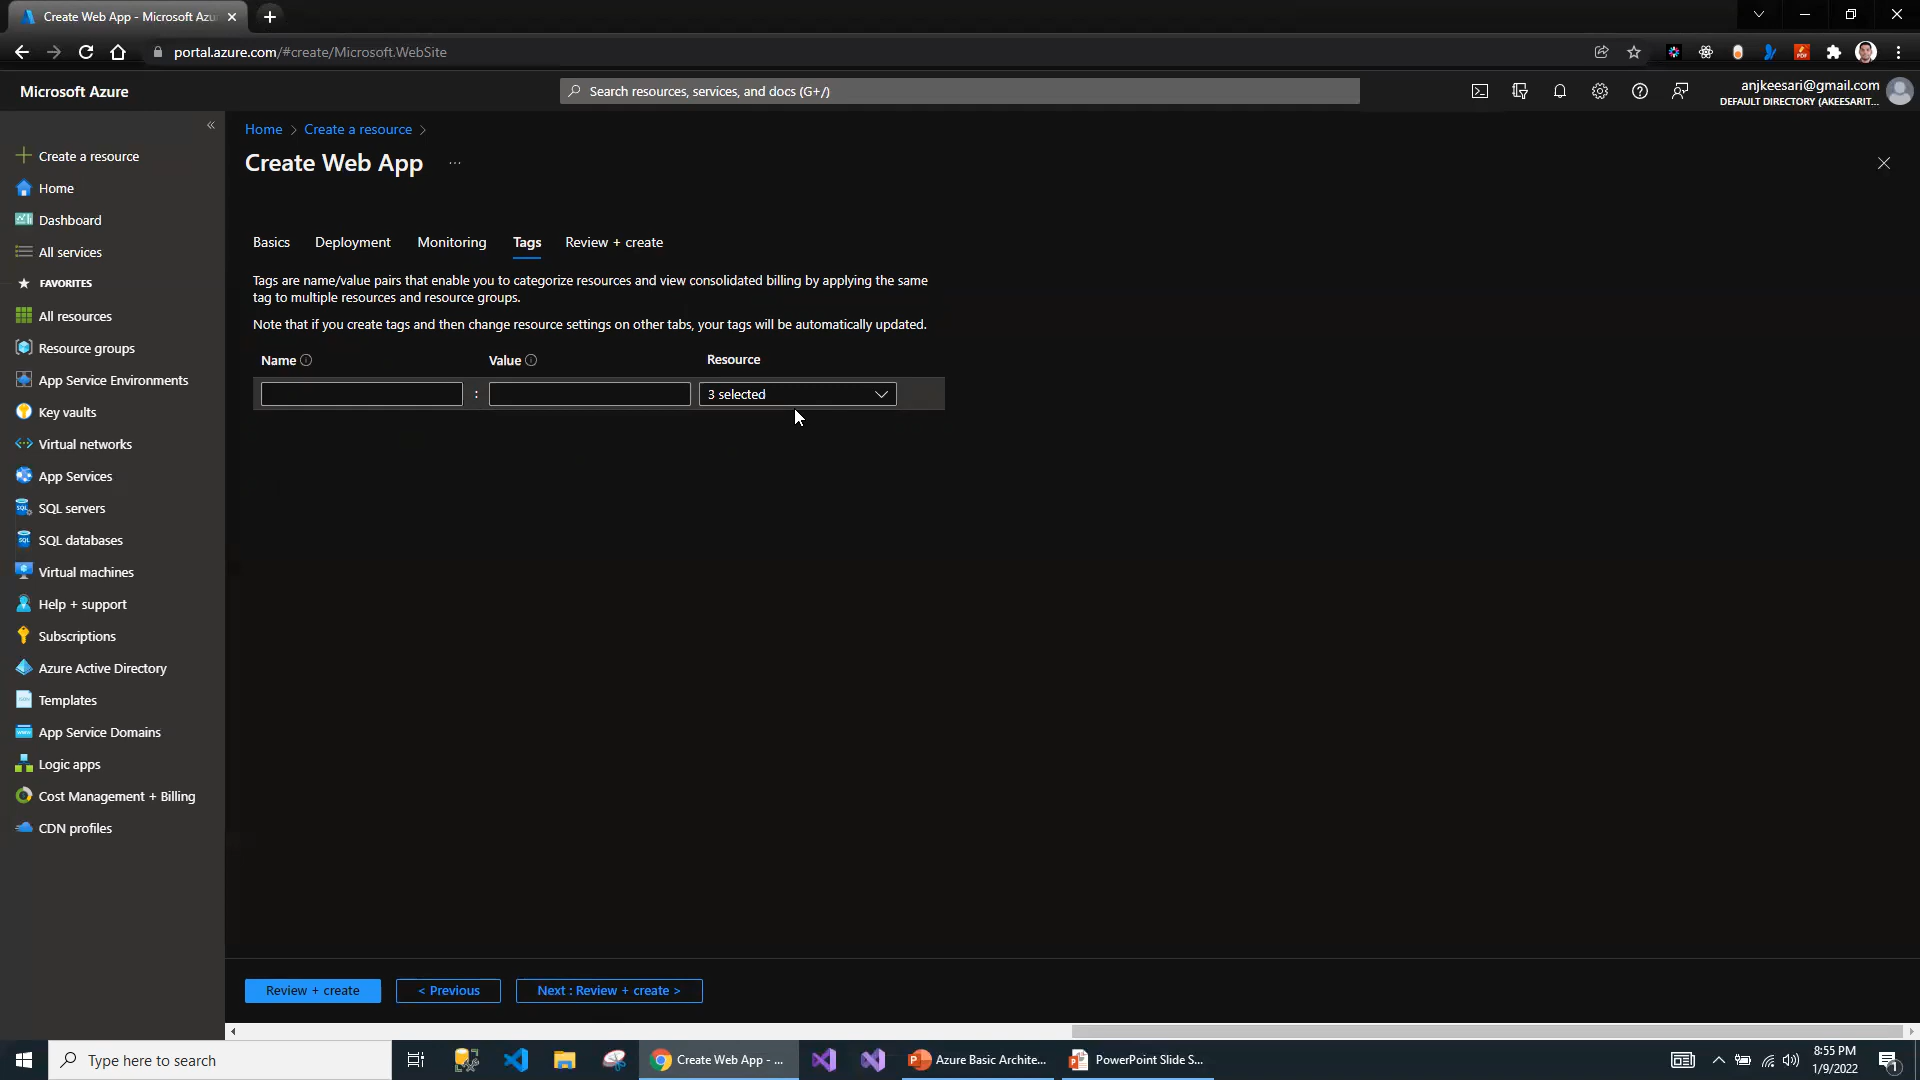 Create Web App - Microsoft Azu
portal.azure.com/#create/Microsoft.WebSite
Microsoft Azure
Search resources, services, and docs (G+/)
anjkeesari@gmail.com
DEFAULT DIRECTORY (AKEESARIT...
Home
Create a resource
Create Web App
...
Create a resource
Home
Dashboard
All services
FAVORITES
All resources
Resource groups
App Service Environments
Key vaults
Virtual networks
App Services
SQL servers
SQL databases
Virtual machines
Help + support
Subscriptions
Azure Active Directory
Templates
App Service Domains
Logic apps
Cost Management + Billing
CDN profiles
Basics Deployment Monitoring Tags Review + create
Tags are name/value pairs that enable you to categorize resources and view consolidated billing by applying the same
tag to multiple resources and resource groups.
Note that if you create tags and then change resource settings on other tabs, your tags will be automatically updated.
Name Value Resource
: 3 selected
Review + create < Previous Next : Review + create >
Type here to search
Create Web App - ...
Azure Basic Archite...
PowerPoint Slide S...
8:55 PM
1/9/2022
1